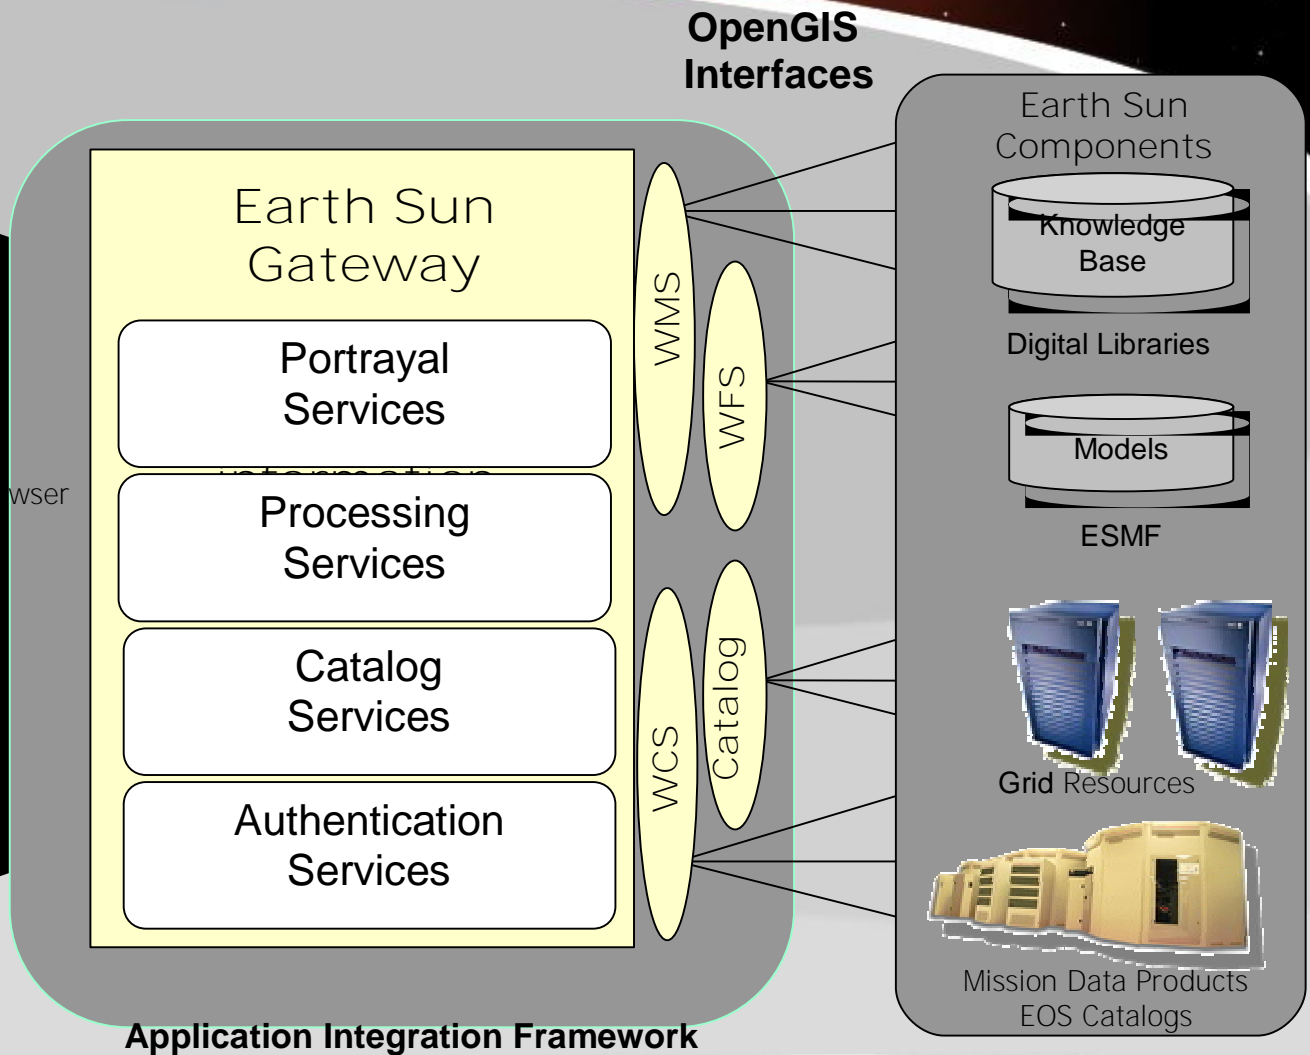 OpenGIS
Interfaces
Earth Sun
Components
Knowledge
Base
Digital Libraries
Models
ESMF
Grid Resources
Mission Data Products
EOS Catalogs
Earth Sun
Gateway
Portrayal
Services
Processing
Services
Catalog
Services
Authentication
Services
WMS
WFS
WCS
Catalog
wser
Application Integration Framework